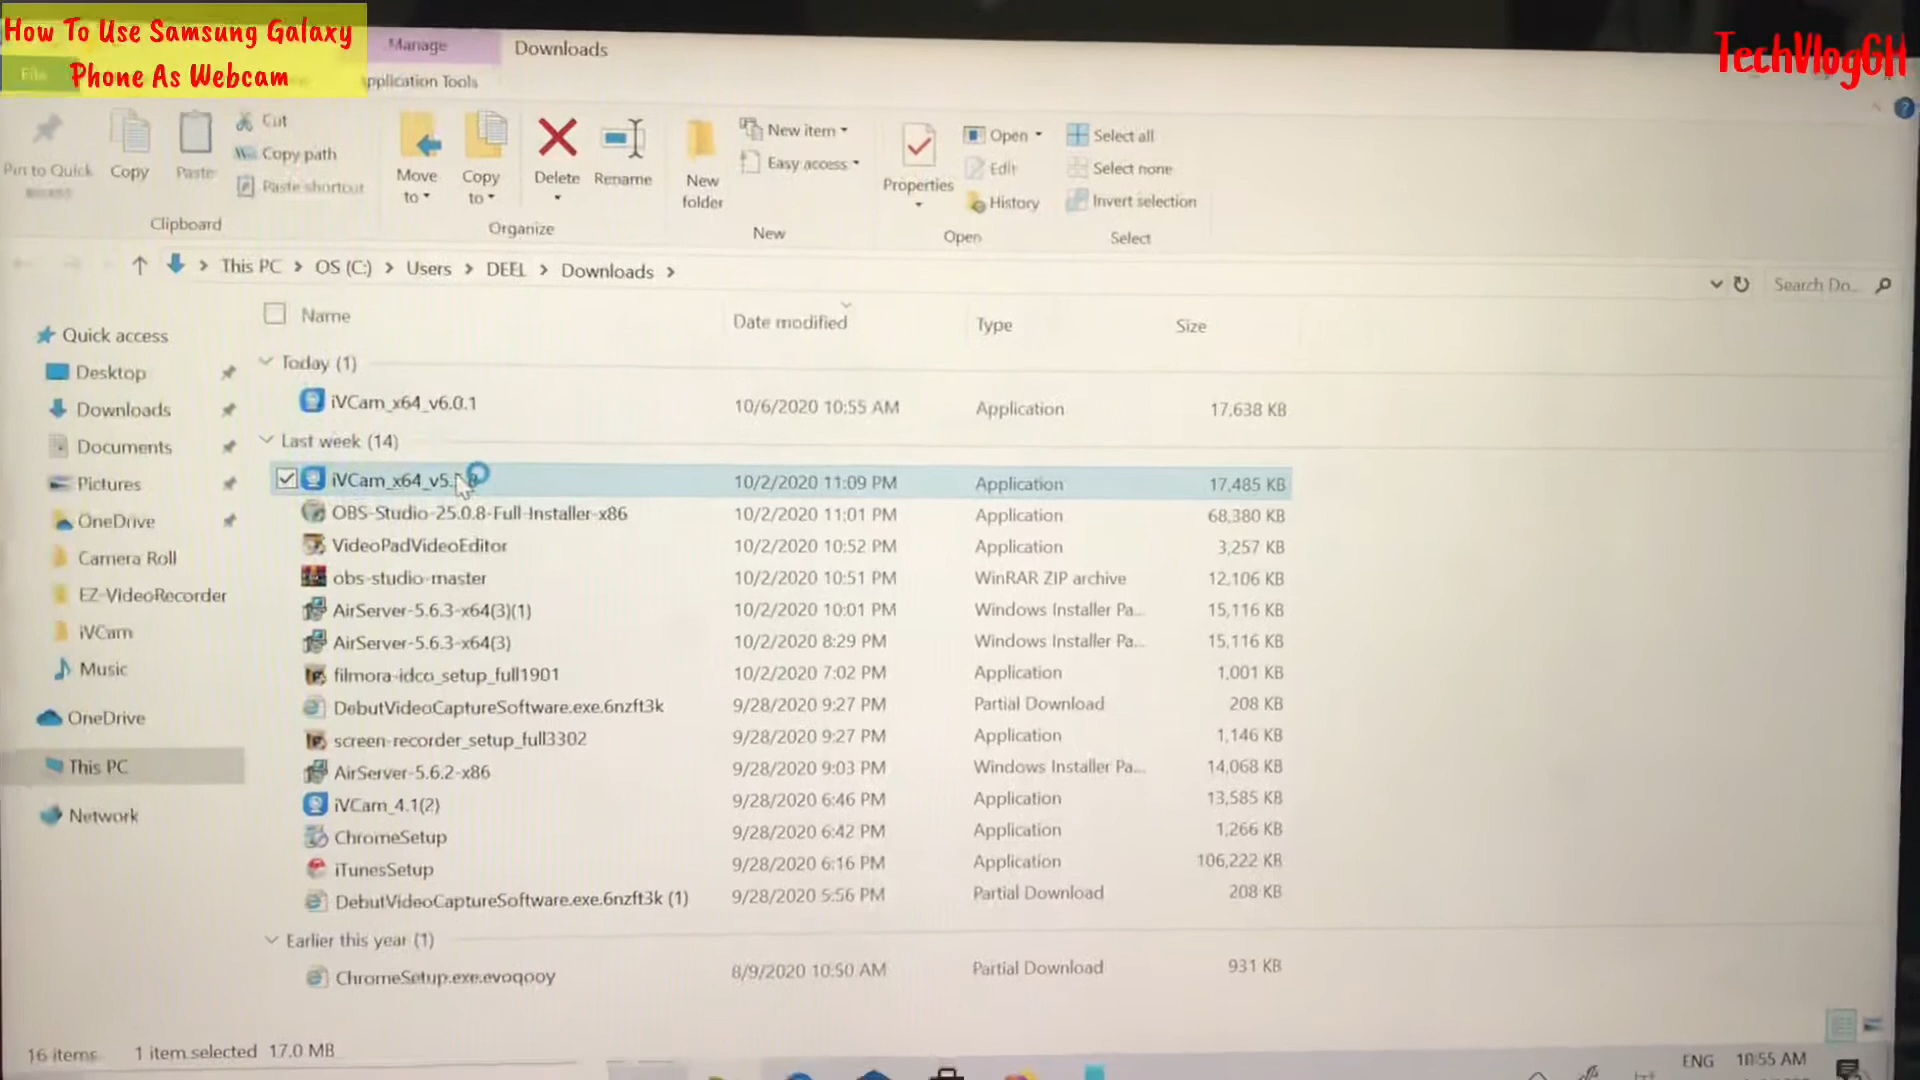 How To Use Samsung Galaxy
Phone As Webcam
TechVlogGH
File
Manage
Downloads
Application Tools
Pin to Quick
access
Copy
Paste
Cut
Copy path
Paste shortcut
Clipboard
Move
to
Copy
to
Delete
Rename
Organize
New
folder
New item
Easy access
New
Properties
Open
Edit
History
Open
Select all
Select none
Invert selection
Select
This PC > OS (C:) > Users > DEEL > Downloads >
Search Do...
Name
Date modified
Type
Size
Quick access
Desktop
Downloads
Documents
Pictures
OneDrive
Camera Roll
EZ-VideoRecorder
iVCam
Music
OneDrive
This PC
Network
Today (1)
iVCam_x64_v6.0.1 10/6/2020 10:55 AM Application 17,638 KB
Last week (14)
iVCam_x64_v5. 10/2/2020 11:09 PM Application 17,485 KB
OBS-Studio-25.0.8-Full-Installer-x86 10/2/2020 11:01 PM Application 68,380 KB
VideoPadVideoEditor 10/2/2020 10:52 PM Application 3,257 KB
obs-studio-master 10/2/2020 10:51 PM WinRAR ZIP archive 12,106 KB
AirServer-5.6.3-x64(3)(1) 10/2/2020 10:01 PM Windows Installer Pa... 15,116 KB
AirServer-5.6.3-x64(3) 10/2/2020 8:29 PM Windows Installer Pa... 15,116 KB
filmora-idco_setup_full1901 10/2/2020 7:02 PM Application 1,001 KB
DebutVideoCaptureSoftware.exe.6nzft3k 9/28/2020 9:27 PM Partial Download 208 KB
screen-recorder_setup_full3302 9/28/2020 9:27 PM Application 1,146 KB
AirServer-5.6.2-x86 9/28/2020 9:03 PM Windows Installer Pa... 14,068 KB
iVCam_4.1(2) 9/28/2020 6:46 PM Application 13,585 KB
ChromeSetup 9/28/2020 6:42 PM Application 1,266 KB
iTunesSetup 9/28/2020 6:16 PM Application 106,222 KB
DebutVideoCaptureSoftware.exe.6nzft3k (1) 9/28/2020 5:56 PM Partial Download 208 KB
Earlier this year (1)
ChromeSetup.exe.evoqooy 8/9/2020 10:50 AM Partial Download 931 KB
16 items 1 item selected 17.0 MB
ENG 10:55 AM